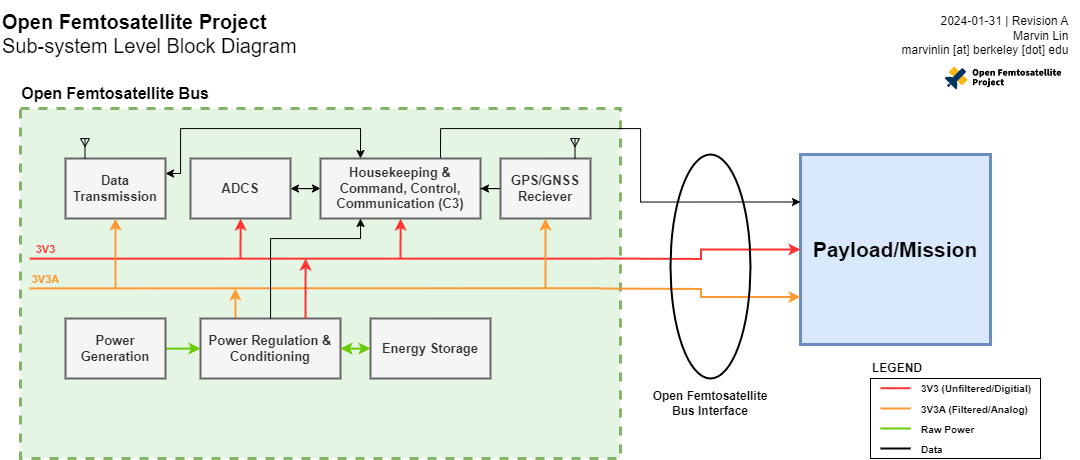 Open Femtosatellite Project
Sub-system Level Block Diagram
2024-01-31 | Revision A
Marvin Lin
marvinlin [at] berkeley [dot] edu
Open Femtosatellite
Project
Open Femtosatellite Bus
Data
Transmission
ADCS
Housekeeping &
Command, Control,
Communication (C3)
GPS/GNSS
Reciever
3V3
3V3A
Payload/Mission
Power
Generation
Power Regulation &
Conditioning
Energy Storage
Open Femtosatellite
Bus Interface
LEGEND
3V3 (Unfiltered/Digitial)
3V3A (Filtered/Analog)
Raw Power
Data